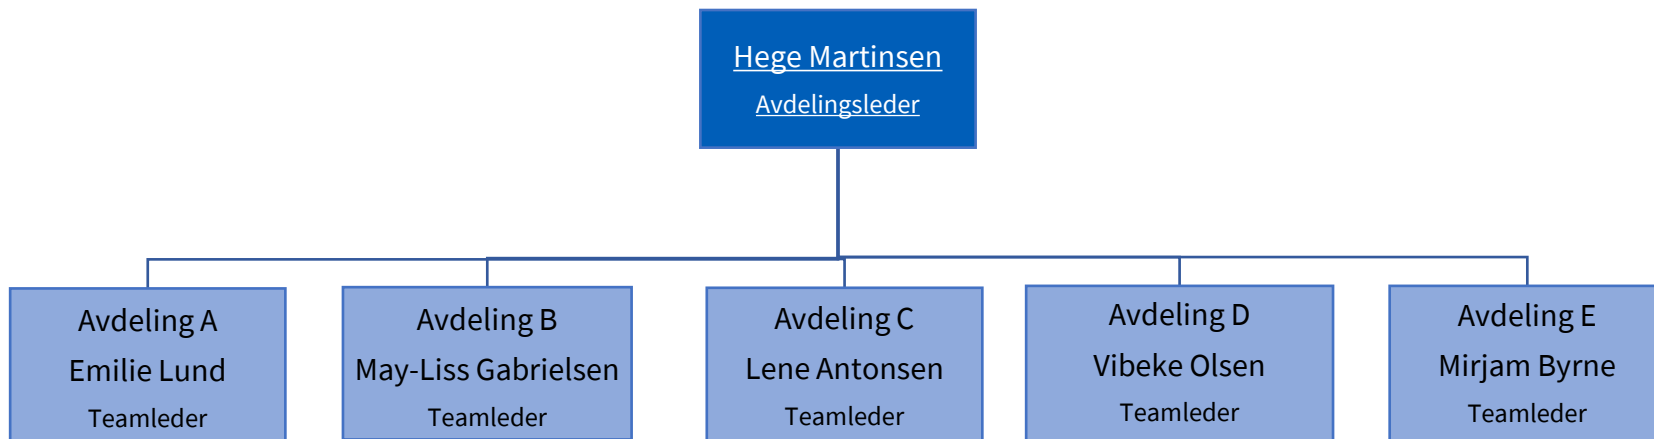 Hege Martinsen
Avdelingsleder
Avdeling A
Emilie Lund
Teamleder
Avdeling B
May-Liss Gabrielsen
Teamleder
Avdeling C
Lene Antonsen
Teamleder
Avdeling D
Vibeke Olsen
Teamleder
Avdeling E
Mirjam Byrne
Teamleder